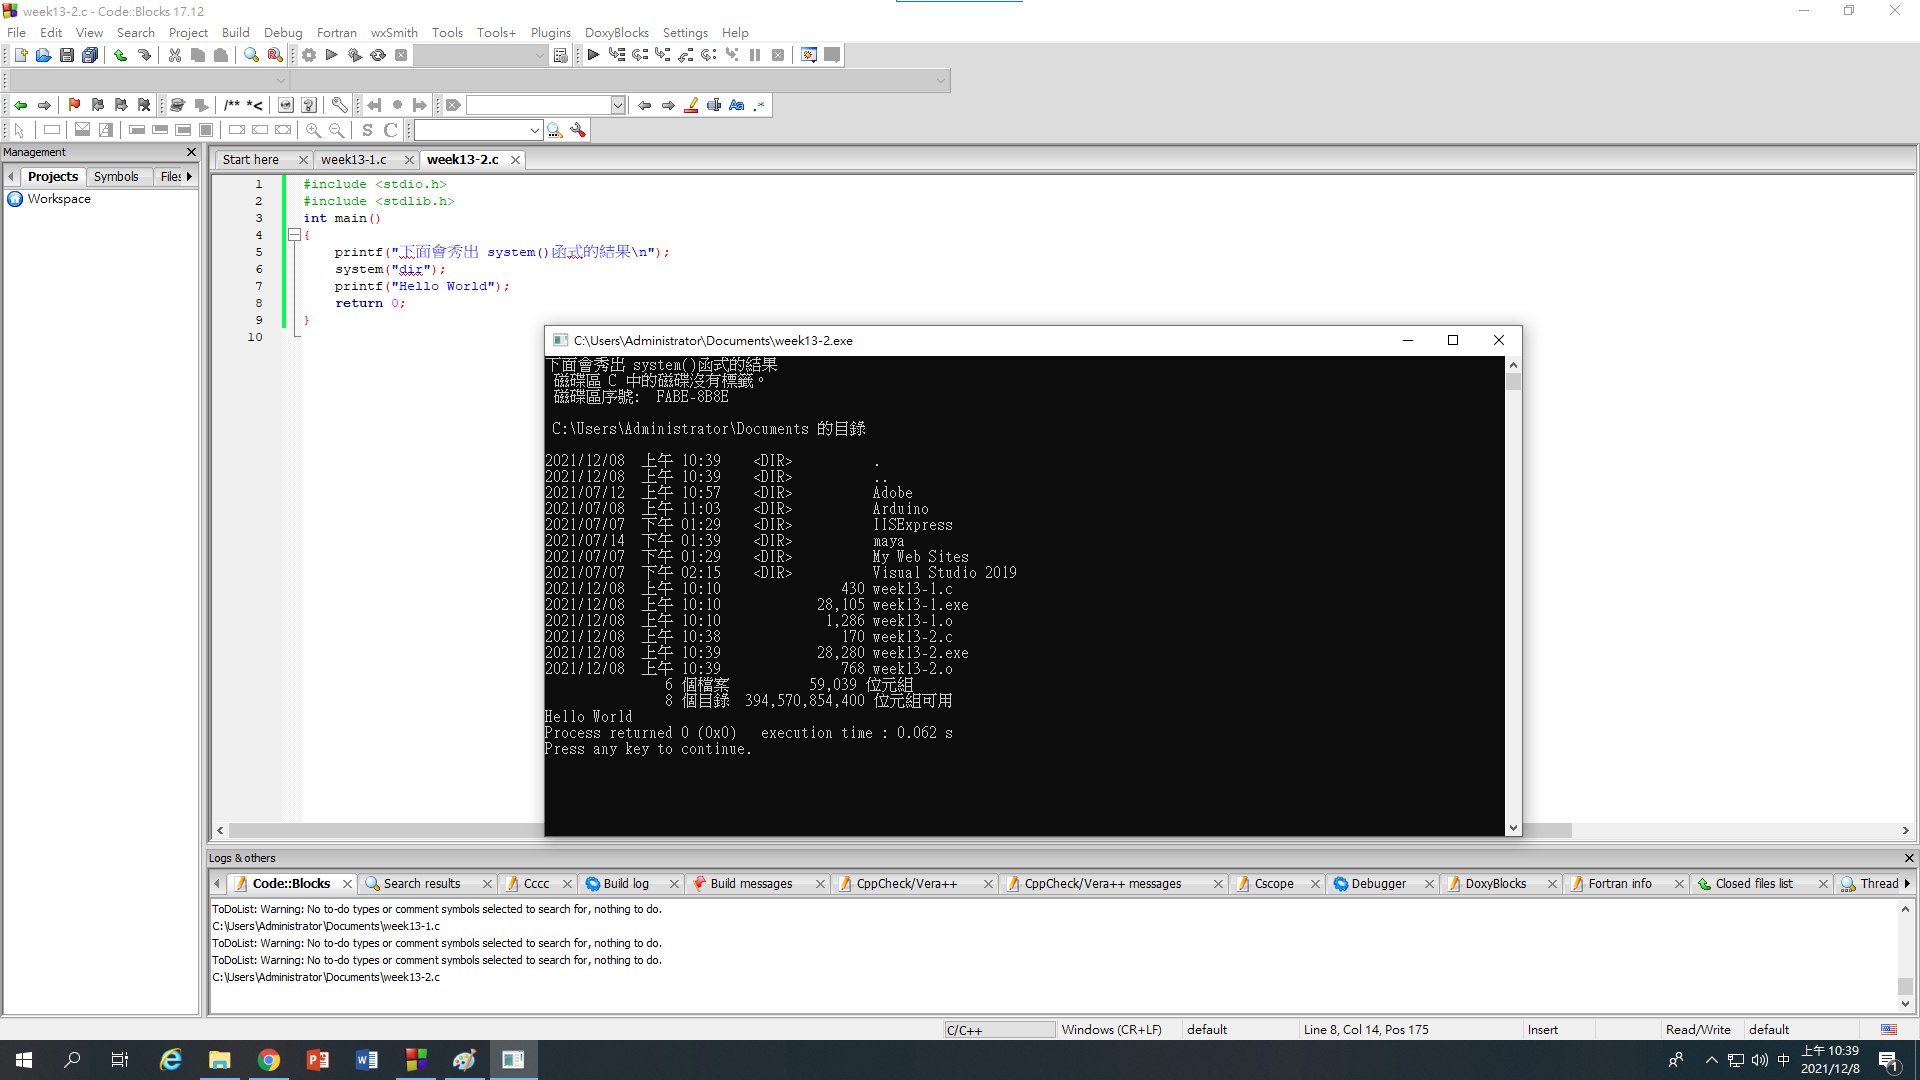 week13-2.c - Code::Blocks 17.12
File Edit View Search Project Build Debug Fortran wxSmith Tools Tools+ Plugins DoxyBlocks Settings Help
/** *<
S C
Management
Projects Symbols Files
Workspace
Start here week13-1.c week13-2.c
1 #include <stdio.h>
2 #include <stdlib.h>
3 int main()
4 {
5 printf("下面會秀出 system()函式的結果\n");
6 system("dir");
7 printf("Hello World");
8 return 0;
9 }
10
C:\Users\Administrator\Documents\week13-2.exe
下面會秀出 system()函式的結果
磁碟區 C 中的磁碟沒有標籤。
磁碟區序號: FABE-8B8E
C:\Users\Administrator\Documents 的目錄
2021/12/08 上午 10:39 <DIR> .
2021/12/08 上午 10:39 <DIR> ..
2021/07/12 上午 10:57 <DIR> Adobe
2021/07/08 上午 11:03 <DIR> Arduino
2021/07/07 下午 01:29 <DIR> IISExpress
2021/07/14 下午 01:39 <DIR> maya
2021/07/07 下午 01:29 <DIR> My Web Sites
2021/07/07 下午 02:15 <DIR> Visual Studio 2019
2021/12/08 上午 10:10 430 week13-1.c
2021/12/08 上午 10:10 28,105 week13-1.exe
2021/12/08 上午 10:10 1,286 week13-1.o
2021/12/08 上午 10:38 170 week13-2.c
2021/12/08 上午 10:39 28,280 week13-2.exe
2021/12/08 上午 10:39 768 week13-2.o
6 個檔案 59,039 位元組
8 個目錄 394,570,854,400 位元組可用
Hello World
Process returned 0 (0x0) execution time : 0.062 s
Press any key to continue.
Logs & others
Code::Blocks Search results Cccc Build log Build messages CppCheck/Vera++ CppCheck/Vera++ messages Cscope Debugger DoxyBlocks Fortran info Closed files list Thread
ToDoList: Warning: No to-do types or comment symbols selected to search for, nothing to do.
C:\Users\Administrator\Documents\week13-1.c
ToDoList: Warning: No to-do types or comment symbols selected to search for, nothing to do.
ToDoList: Warning: No to-do types or comment symbols selected to search for, nothing to do.
C:\Users\Administrator\Documents\week13-2.c
C/C++ Windows (CR+LF) default Line 8, Col 14, Pos 175 Insert Read/Write default
中 上午 10:39
2021/12/8
1